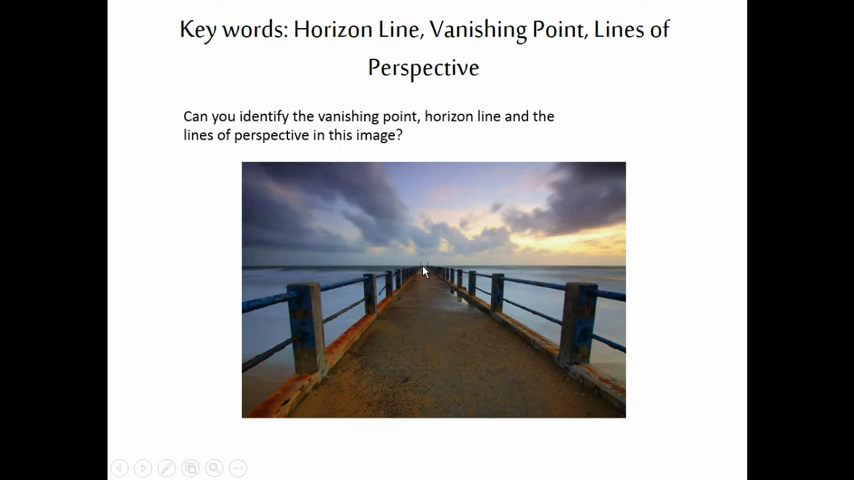 Key words: Horizon Line, Vanishing Point, Lines of
Perspective
Can you identify the vanishing point, horizon line and the
lines of perspective in this image?